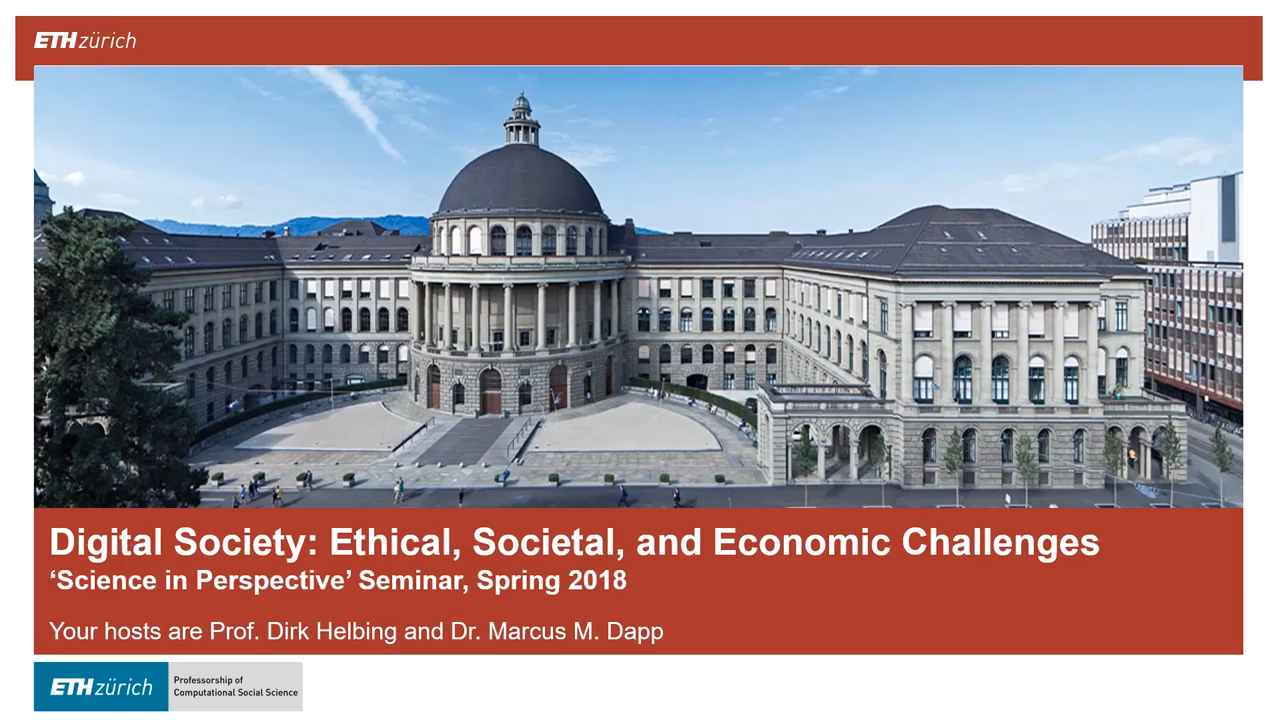 ETH zürich
Digital Society: Ethical, Societal, and Economic Challenges
‘Science in Perspective’ Seminar, Spring 2018
Your hosts are Prof. Dirk Helbing and Dr. Marcus M. Dapp
ETH zürich
Professorship of
Computational Social Science